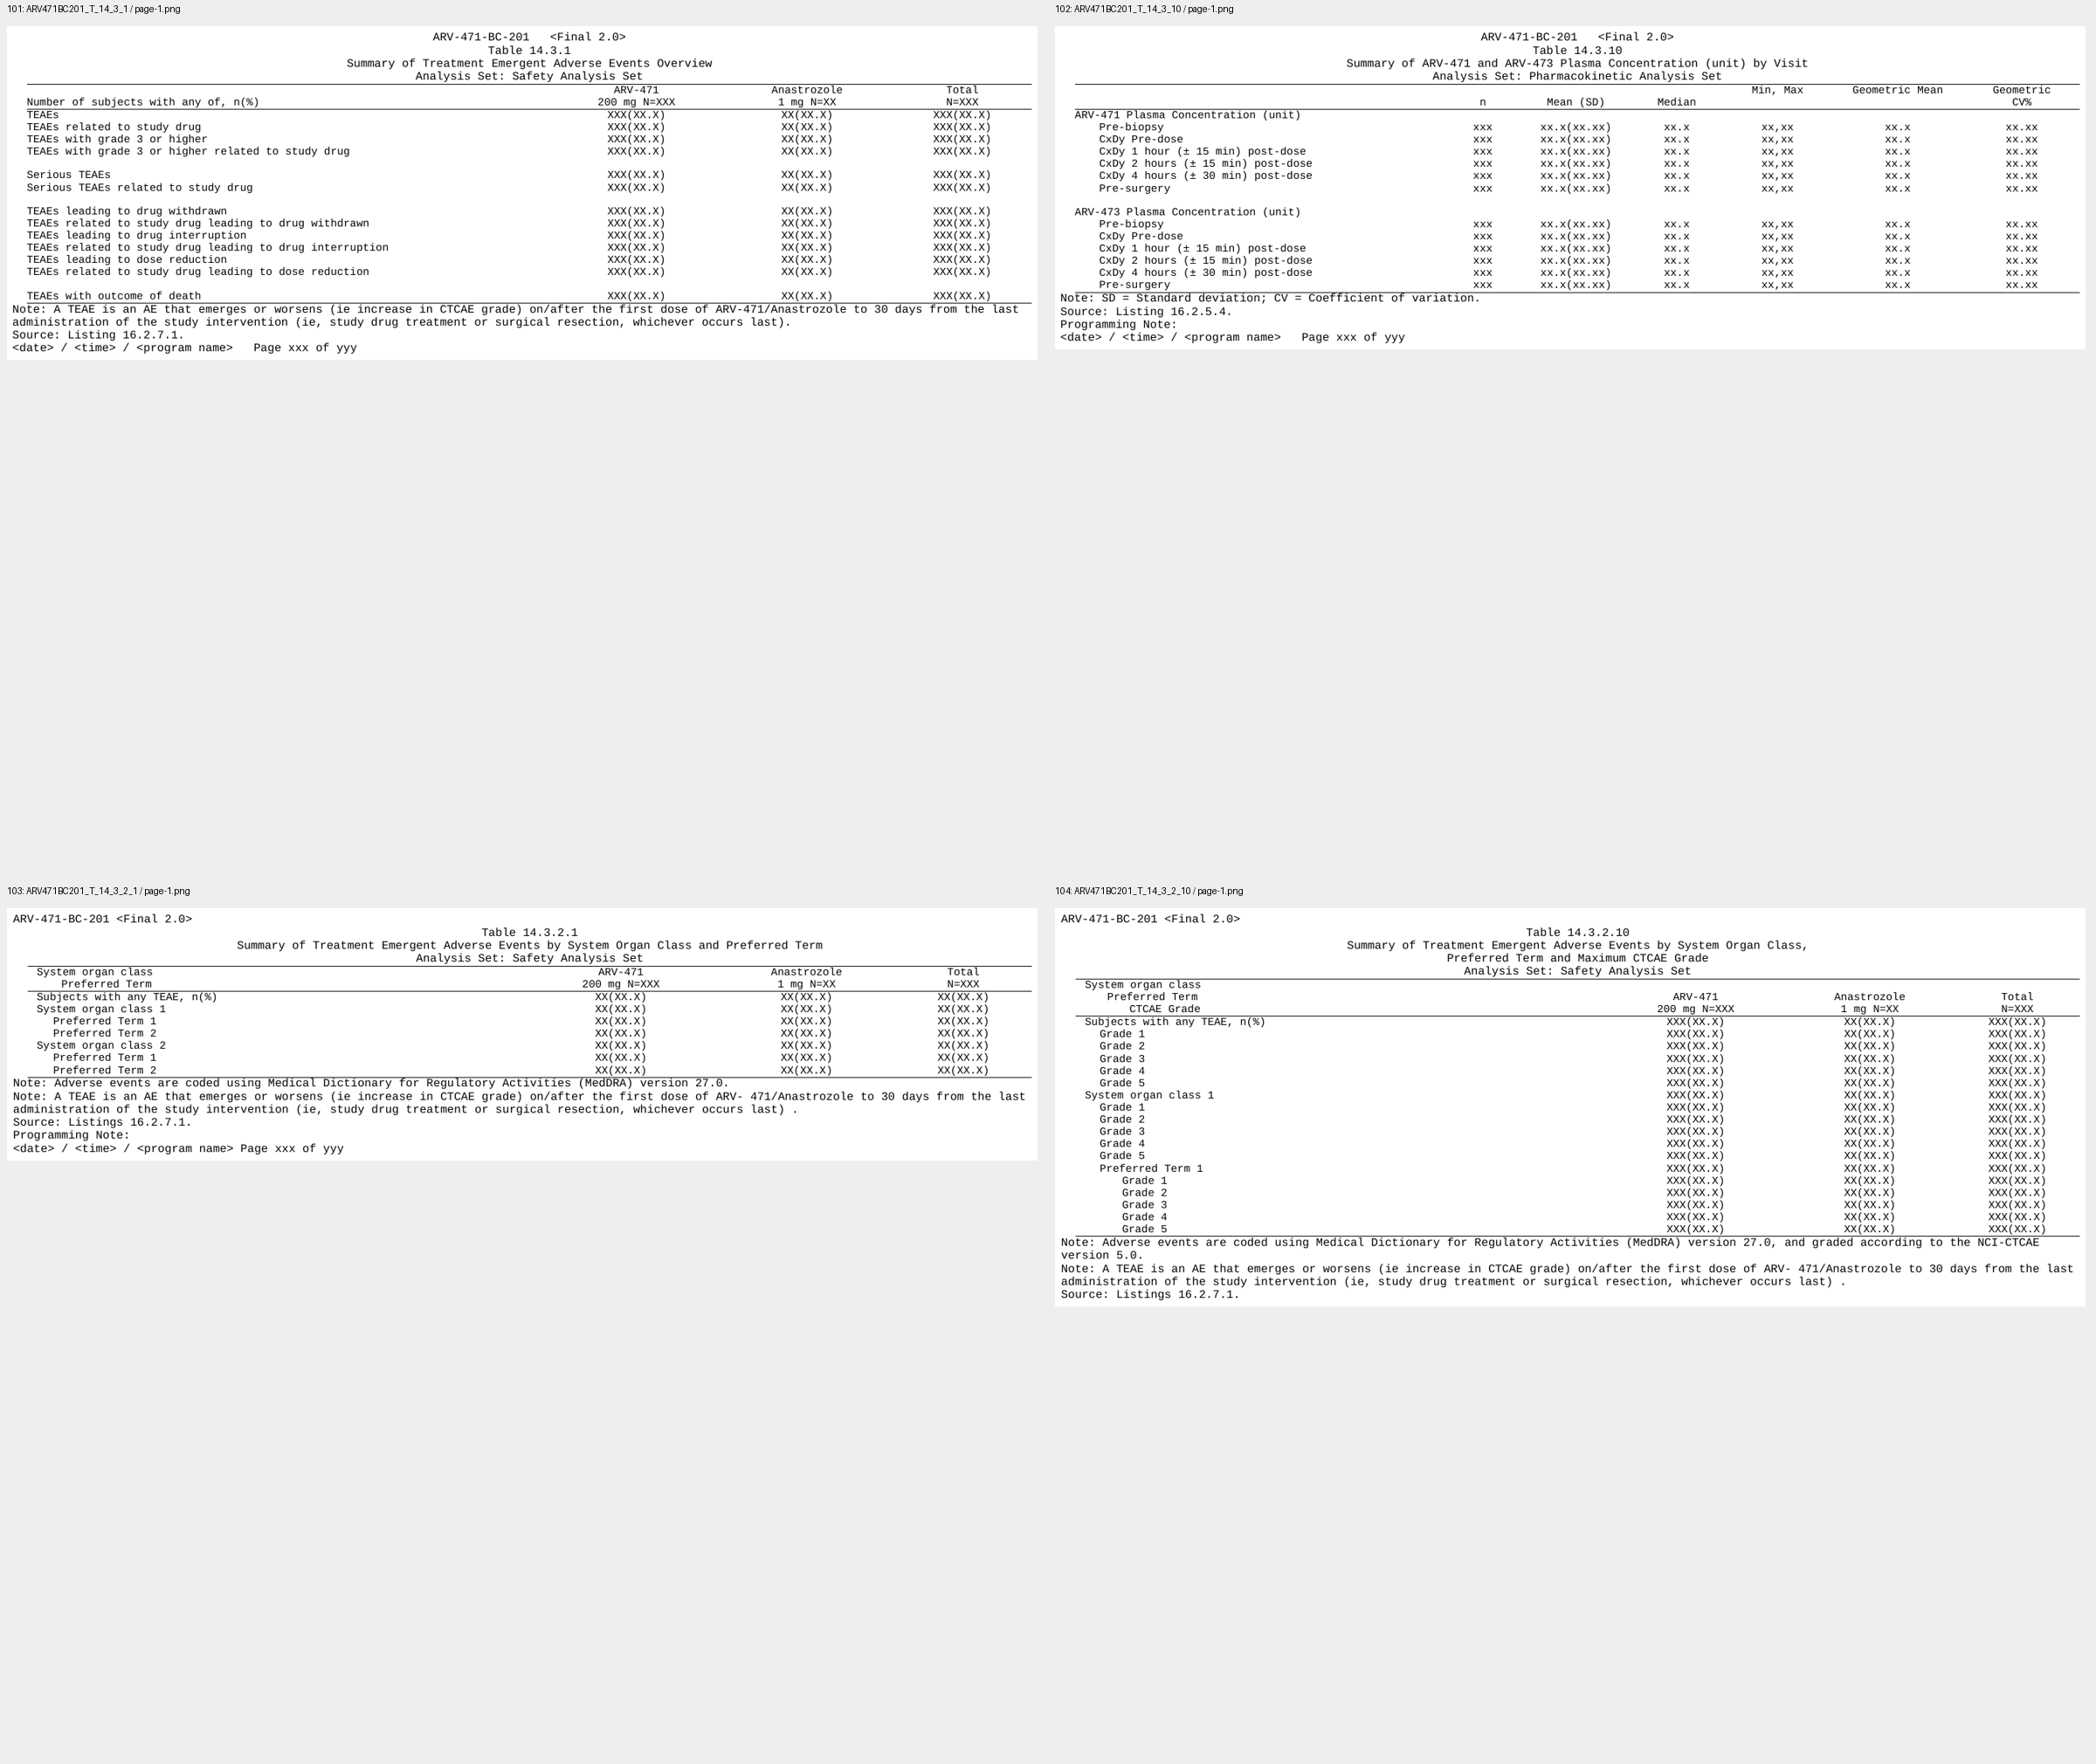 101: ARV471BC201_T_14_3_1 / page-1.png
ARV-471-BC-201 <Final 2.0>
Table 14.3.1
Summary of Treatment Emergent Adverse Events Overview
Analysis Set: Safety Analysis Set
ARV-471 Anastrozole Total
Number of subjects with any of, n(%) 200 mg N=XXX 1 mg N=XX N=XXX
TEAEs XXX(XX.X) XX(XX.X) XXX(XX.X)
TEAEs related to study drug XXX(XX.X) XX(XX.X) XXX(XX.X)
TEAEs with grade 3 or higher XXX(XX.X) XX(XX.X) XXX(XX.X)
TEAEs with grade 3 or higher related to study drug XXX(XX.X) XX(XX.X) XXX(XX.X)
Serious TEAEs XXX(XX.X) XX(XX.X) XXX(XX.X)
Serious TEAEs related to study drug XXX(XX.X) XX(XX.X) XXX(XX.X)
TEAEs leading to drug withdrawn XXX(XX.X) XX(XX.X) XXX(XX.X)
TEAEs related to study drug leading to drug withdrawn XXX(XX.X) XX(XX.X) XXX(XX.X)
TEAEs leading to drug interruption XXX(XX.X) XX(XX.X) XXX(XX.X)
TEAEs related to study drug leading to drug interruption XXX(XX.X) XX(XX.X) XXX(XX.X)
TEAEs leading to dose reduction XXX(XX.X) XX(XX.X) XXX(XX.X)
TEAEs related to study drug leading to dose reduction XXX(XX.X) XX(XX.X) XXX(XX.X)
TEAEs with outcome of death XXX(XX.X) XX(XX.X) XXX(XX.X)
Note: A TEAE is an AE that emerges or worsens (ie increase in CTCAE grade) on/after the first dose of ARV-471/Anastrozole to 30 days from the last
administration of the study intervention (ie, study drug treatment or surgical resection, whichever occurs last).
Source: Listing 16.2.7.1.
<date> / <time> / <program name> Page xxx of yyy
102: ARV471BC201_T_14_3_10 / page-1.png
ARV-471-BC-201 <Final 2.0>
Table 14.3.10
Summary of ARV-471 and ARV-473 Plasma Concentration (unit) by Visit
Analysis Set: Pharmacokinetic Analysis Set
Min, Max Geometric Mean Geometric
n Mean (SD) Median CV%
ARV-471 Plasma Concentration (unit)
Pre-biopsy xxx xx.x(xx.xx) xx.x xx,xx xx.x xx.xx
CxDy Pre-dose xxx xx.x(xx.xx) xx.x xx,xx xx.x xx.xx
CxDy 1 hour (± 15 min) post-dose xxx xx.x(xx.xx) xx.x xx,xx xx.x xx.xx
CxDy 2 hours (± 15 min) post-dose xxx xx.x(xx.xx) xx.x xx,xx xx.x xx.xx
CxDy 4 hours (± 30 min) post-dose xxx xx.x(xx.xx) xx.x xx,xx xx.x xx.xx
Pre-surgery xxx xx.x(xx.xx) xx.x xx,xx xx.x xx.xx
ARV-473 Plasma Concentration (unit)
Pre-biopsy xxx xx.x(xx.xx) xx.x xx,xx xx.x xx.xx
CxDy Pre-dose xxx xx.x(xx.xx) xx.x xx,xx xx.x xx.xx
CxDy 1 hour (± 15 min) post-dose xxx xx.x(xx.xx) xx.x xx,xx xx.x xx.xx
CxDy 2 hours (± 15 min) post-dose xxx xx.x(xx.xx) xx.x xx,xx xx.x xx.xx
CxDy 4 hours (± 30 min) post-dose xxx xx.x(xx.xx) xx.x xx,xx xx.x xx.xx
Pre-surgery xxx xx.x(xx.xx) xx.x xx,xx xx.x xx.xx
Note: SD = Standard deviation; CV = Coefficient of variation.
Source: Listing 16.2.5.4.
Programming Note:
<date> / <time> / <program name> Page xxx of yyy
103: ARV471BC201_T_14_3_2_1 / page-1.png
ARV-471-BC-201 <Final 2.0>
Table 14.3.2.1
Summary of Treatment Emergent Adverse Events by System Organ Class and Preferred Term
Analysis Set: Safety Analysis Set
System organ class ARV-471 Anastrozole Total
Preferred Term 200 mg N=XXX 1 mg N=XX N=XXX
Subjects with any TEAE, n(%) XX(XX.X) XX(XX.X) XX(XX.X)
System organ class 1 XX(XX.X) XX(XX.X) XX(XX.X)
Preferred Term 1 XX(XX.X) XX(XX.X) XX(XX.X)
Preferred Term 2 XX(XX.X) XX(XX.X) XX(XX.X)
System organ class 2 XX(XX.X) XX(XX.X) XX(XX.X)
Preferred Term 1 XX(XX.X) XX(XX.X) XX(XX.X)
Preferred Term 2 XX(XX.X) XX(XX.X) XX(XX.X)
Note: Adverse events are coded using Medical Dictionary for Regulatory Activities (MedDRA) version 27.0.
Note: A TEAE is an AE that emerges or worsens (ie increase in CTCAE grade) on/after the first dose of ARV- 471/Anastrozole to 30 days from the last
administration of the study intervention (ie, study drug treatment or surgical resection, whichever occurs last) .
Source: Listings 16.2.7.1.
Programming Note:
<date> / <time> / <program name> Page xxx of yyy
104: ARV471BC201_T_14_3_2_10 / page-1.png
ARV-471-BC-201 <Final 2.0>
Table 14.3.2.10
Summary of Treatment Emergent Adverse Events by System Organ Class,
Preferred Term and Maximum CTCAE Grade
Analysis Set: Safety Analysis Set
System organ class
Preferred Term ARV-471 Anastrozole Total
CTCAE Grade 200 mg N=XXX 1 mg N=XX N=XXX
Subjects with any TEAE, n(%) XXX(XX.X) XX(XX.X) XXX(XX.X)
Grade 1 XXX(XX.X) XX(XX.X) XXX(XX.X)
Grade 2 XXX(XX.X) XX(XX.X) XXX(XX.X)
Grade 3 XXX(XX.X) XX(XX.X) XXX(XX.X)
Grade 4 XXX(XX.X) XX(XX.X) XXX(XX.X)
Grade 5 XXX(XX.X) XX(XX.X) XXX(XX.X)
System organ class 1 XXX(XX.X) XX(XX.X) XXX(XX.X)
Grade 1 XXX(XX.X) XX(XX.X) XXX(XX.X)
Grade 2 XXX(XX.X) XX(XX.X) XXX(XX.X)
Grade 3 XXX(XX.X) XX(XX.X) XXX(XX.X)
Grade 4 XXX(XX.X) XX(XX.X) XXX(XX.X)
Grade 5 XXX(XX.X) XX(XX.X) XXX(XX.X)
Preferred Term 1 XXX(XX.X) XX(XX.X) XXX(XX.X)
Grade 1 XXX(XX.X) XX(XX.X) XXX(XX.X)
Grade 2 XXX(XX.X) XX(XX.X) XXX(XX.X)
Grade 3 XXX(XX.X) XX(XX.X) XXX(XX.X)
Grade 4 XXX(XX.X) XX(XX.X) XXX(XX.X)
Grade 5 XXX(XX.X) XX(XX.X) XXX(XX.X)
Note: Adverse events are coded using Medical Dictionary for Regulatory Activities (MedDRA) version 27.0, and graded according to the NCI-CTCAE
version 5.0.
Note: A TEAE is an AE that emerges or worsens (ie increase in CTCAE grade) on/after the first dose of ARV- 471/Anastrozole to 30 days from the last
administration of the study intervention (ie, study drug treatment or surgical resection, whichever occurs last) .
Source: Listings 16.2.7.1.